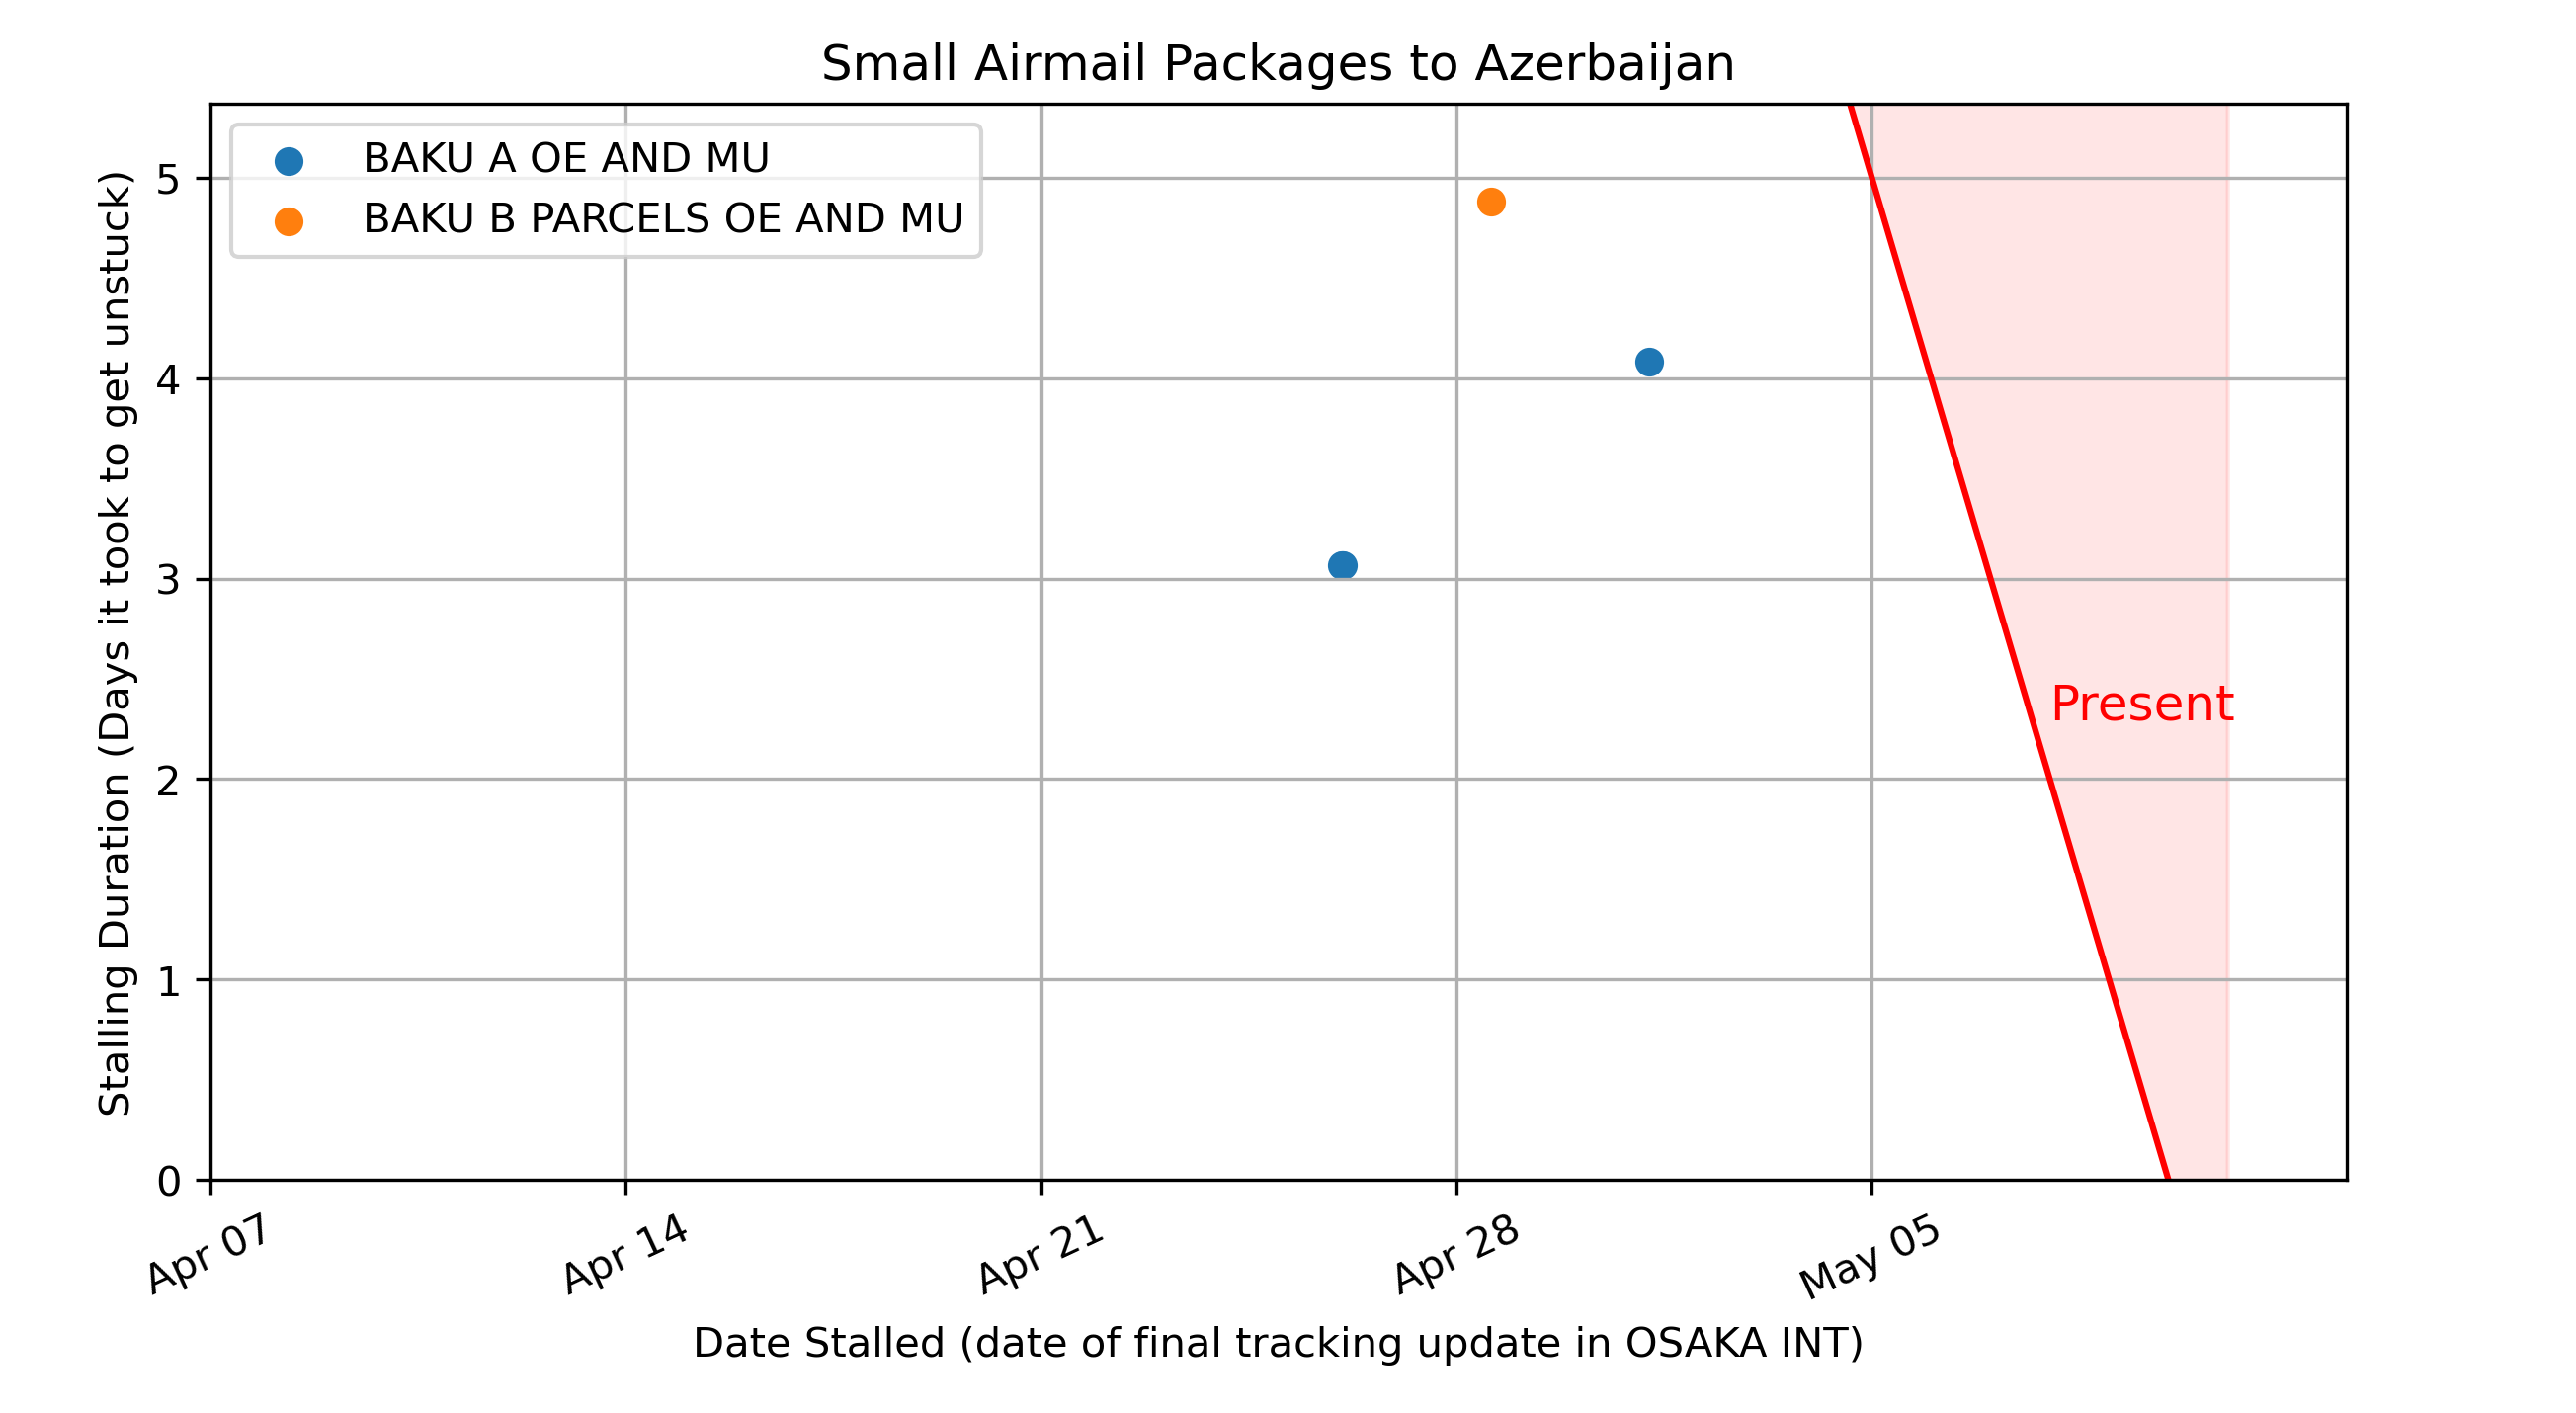 Small Airmail Packages to Azerbaijan
BAKU A OE AND MU
BAKU B PARCELS OE AND MU
Stalling Duration (Days it took to get unstuck)
5
4
3
2
1
0
Present
Apr 07
Apr 14
Apr 21
Apr 28
May 05
Date Stalled (date of final tracking update in OSAKA INT)